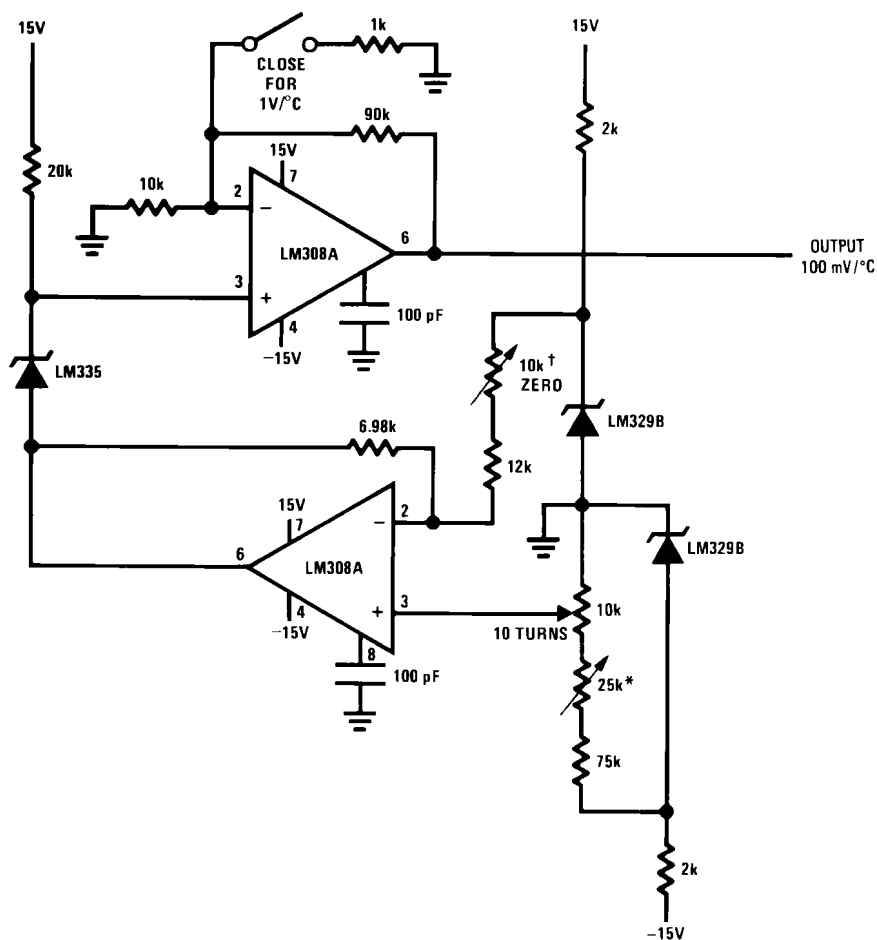 15V
1k
15V
CLOSE
FOR
1V/°C
90k
2k
20k
15V
7
10k
2
−
6
OUTPUT
100 mV/°C
LM308A
3
+
100 pF
4
−15V
10k†
ZERO
LM335
LM329B
6.98k
12k
15V
7
−
2
LM329B
6
LM308A
3
+
10k
10 TURNS
4
−15V
8
100 pF
25k*
75k
2k
−15V